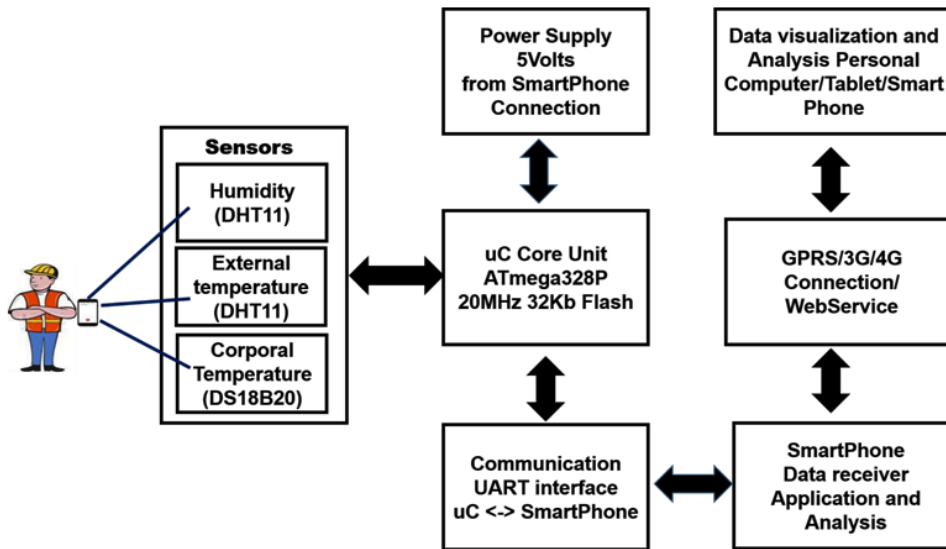 Power Supply
5Volts
from SmartPhone
Connection
Data visualization and
Analysis Personal
Computer/Tablet/Smart
Phone
Sensors
Humidity
(DHT11)
External
temperature
(DHT11)
Corporal
Temperature
(DS18B20)
uC Core Unit
ATmega328P
20MHz 32Kb Flash
GPRS/3G/4G
Connection/
WebService
Communication
UART interface
uC <-> SmartPhone
SmartPhone
Data receiver
Application and
Analysis